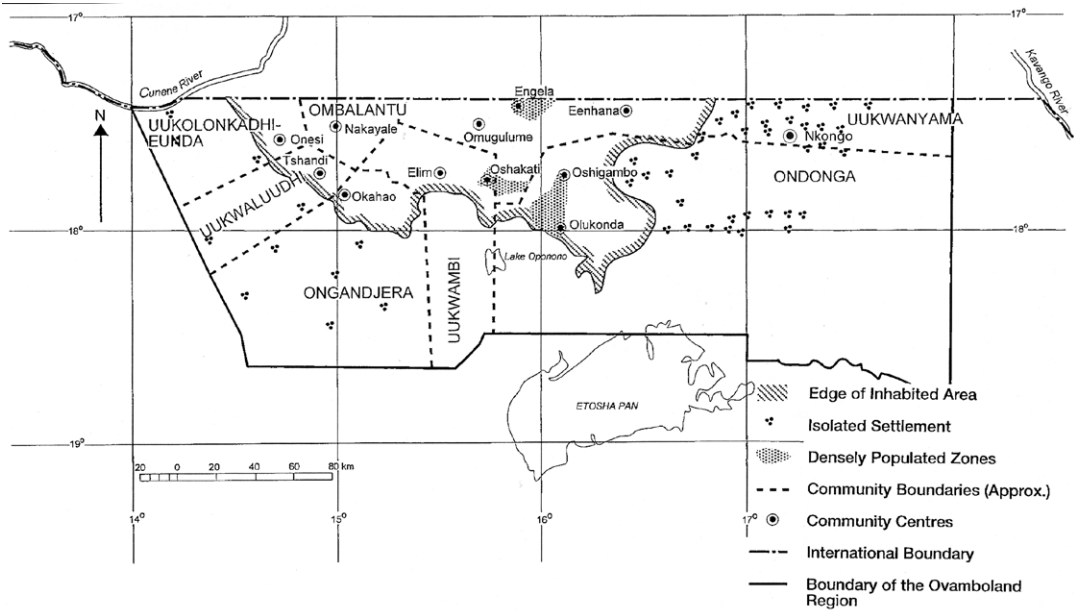 17°
17°
Cunene River
Kavango River
N
Engela
OMBALANTU
Eenhana
UUKOLONKADHI-
EUNDA
Nakayale
Omugulume
UUKWANYAMA
Onesi
Nkongo
Tshandi
Elim
Oshakati
Oshigambo
ONDONGA
Okahao
UUKWALUUDHI
Olukonda
18°
18°
Lake Oponono
ONGANDJERA
UUKWAMBI
ETOSHA PAN
Edge of Inhabited Area
Isolated Settlement
19°
Densely Populated Zones
20 0 20 40 60 80 km
Community Boundaries (Approx.)
14° 15° 16° 17°
Community Centres
International Boundary
Boundary of the Ovamboland
Region